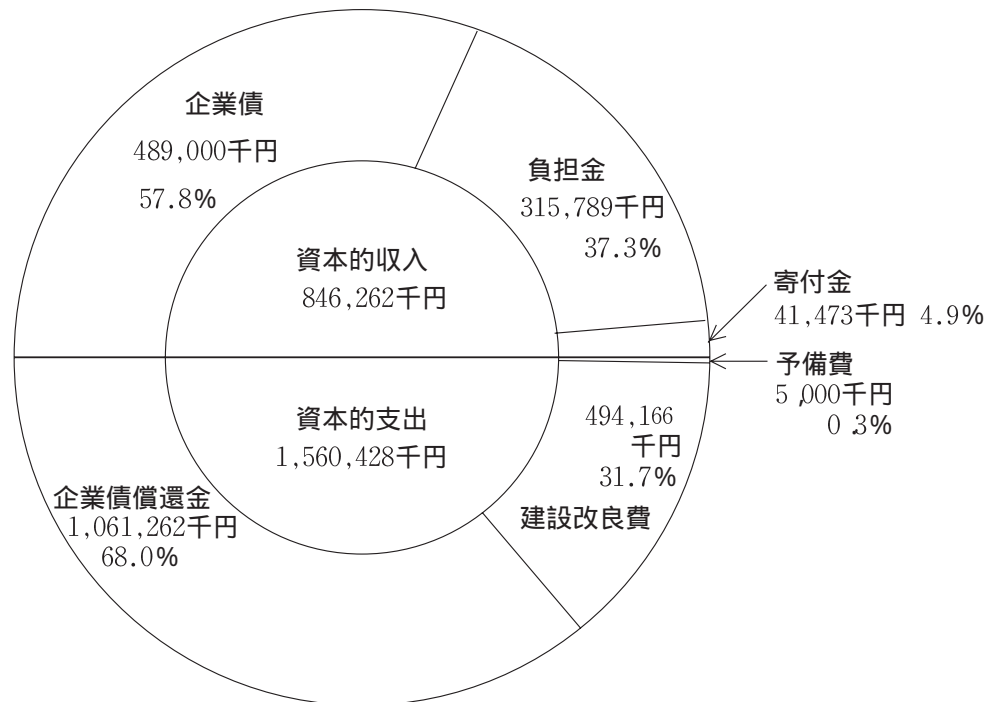 企業債
489,000千円
57.8%
負担金
315,789千円
37.3%
資本的収入
846,262千円
寄付金
41,473千円 4.9%
予備費
5,000千円
0.3%
資本的支出
1,560,428千円
494,166
千円
31.7%
建設改良費
企業債償還金
1,061,262千円
68.0%